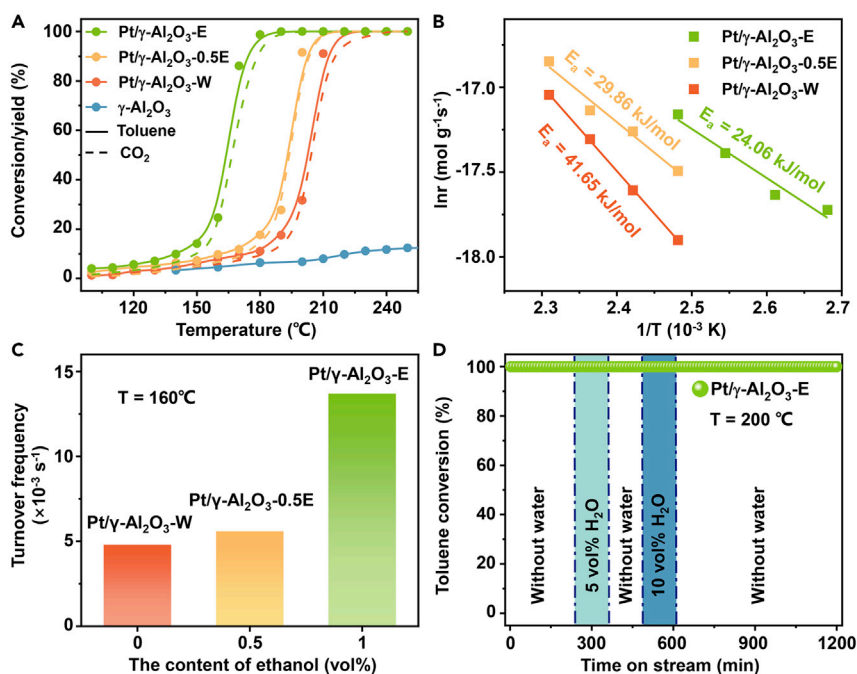 A
Pt/γ-Al₂O₃-E
Pt/γ-Al₂O₃-0.5E
Pt/γ-Al₂O₃-W
γ-Al₂O₃
Toluene
CO₂
Conversion/yield (%)
100
80
60
40
20
0
150 180 210 240
Temperature (℃)
B
Pt/γ-Al₂O₃-E
Pt/γ-Al₂O₃-0.5E
Pt/γ-Al₂O₃-W
Eₐ = 29.86 kJ/mol
Eₐ = 24.06 kJ/mol
Eₐ = 41.65 kJ/mol
lnr (mol g⁻¹s⁻¹)
-17.0
-17.5
-18.0
2.3 2.4 2.5 2.6 2.7
1/T (10⁻³ K)
C
T = 160℃
Pt/γ-Al₂O₃-E
Pt/γ-Al₂O₃-0.5E
Pt/γ-Al₂O₃-W
Turnover frequency
(×10⁻³ s⁻¹)
15
10
5
0
0 0.5 1
The content of ethanol (vol%)
D
Pt/γ-Al₂O₃-E
T = 200 ℃
Without water
5 vol% H₂O
Without water
10 vol% H₂O
Without water
Toluene conversion (%)
100
80
60
40
20
0
0 300 600 900 1200
Time on stream (min)